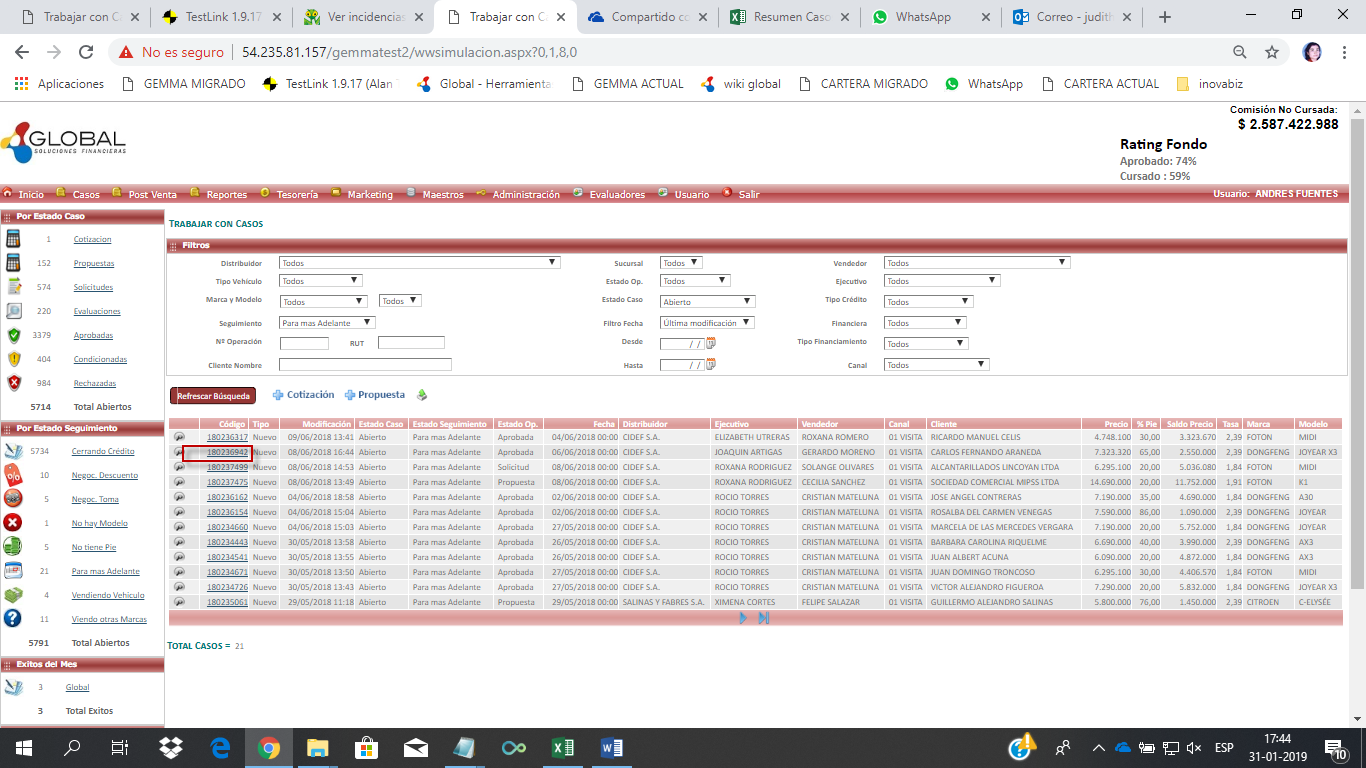 Trabajar con C
TestLink 1.9.17
Ver incidencias
Trabajar con C
Compartido co
Resumen Caso
WhatsApp
Correo - judith
No es seguro | 54.235.81.157/gemmatest2/wwsimulacion.aspx?0,1,8,0
Aplicaciones GEMMA MIGRADO TestLink 1.9.17 (Alan Global - Herramienta: GEMMA ACTUAL wiki global CARTERA MIGRADO WhatsApp CARTERA ACTUAL inovabiz
Comisión No Cursada:
$ 2.587.422.988
GLOBAL
SOLUCIONES FINANCIERAS
Rating Fondo
Aprobado: 74%
Cursado : 59%
Inicio Casos Post Venta Reportes Tesorería Marketing Maestros Administración Evaluadores Usuario Salir Usuario: ANDRES FUENTES
Por Estado Caso
1 Cotizacion
152 Propuestas
574 Solicitudes
220 Evaluaciones
3379 Aprobadas
404 Condicionadas
984 Rechazadas
5714 Total Abiertos
Por Estado Seguimiento
5734 Cerrando Crédito
10 Negoc. Descuento
5 Negoc. Toma
1 No hay Modelo
5 No tiene Pie
21 Para mas Adelante
4 Vendiendo Vehículo
11 Viendo otras Marcas
5791 Total Abiertos
Exitos del Mes
3 Global
3 Total Exitos
TRABAJAR CON CASOS
Filtros
Distribuidor Todos Sucursal Todos Vendedor Todos
Tipo Vehículo Todos Estado Op. Todos Ejecutivo Todos
Marca y Modelo Todos Todos Estado Caso Abierto Tipo Crédito Todos
Seguimiento Para mas Adelante Filtro Fecha Última modificación Financiera Todos
Nº Operación RUT Desde / / Tipo Financiamiento Todos
Cliente Nombre Hasta / / Canal Todos
Refrescar Búsqueda Cotización Propuesta
Código Tipo Modificación Estado Caso Estado Seguimiento Estado Op. Fecha Distribuidor Ejecutivo Vendedor Canal Cliente Precio % Pie Saldo Precio Tasa Marca Modelo
180236317 Nuevo 09/06/2018 13:41 Abierto Para mas Adelante Aprobada 04/06/2018 00:00 CIDEF S.A. ELIZABETH UTRERAS ROXANA ROMERO 01 VISITA RICARDO MANUEL CELIS 4.748.100 30,00 3.323.670 2,39 FOTON MIDI
180236942 Nuevo 08/06/2018 16:44 Abierto Para mas Adelante Aprobada 06/06/2018 00:00 CIDEF S.A. JOAQUIN ARTIGAS GERARDO MORENO 01 VISITA CARLOS FERNANDO ARANEDA 7.323.320 65,00 2.550.000 2,39 DONGFENG JOYEAR X3
180237499 Nuevo 08/06/2018 14:53 Abierto Para mas Adelante Solicitud 08/06/2018 00:00 CIDEF S.A. ROXANA RODRIGUEZ SOLANGE OLIVARES 01 VISITA ALCANTARILLADOS LINCOYAN LTDA 6.295.100 20,00 5.036.080 1,84 FOTON MIDI
180237475 Nuevo 08/06/2018 13:49 Abierto Para mas Adelante Propuesta 08/06/2018 00:00 CIDEF S.A. ROXANA RODRIGUEZ CECILIA SANCHEZ 01 VISITA SOCIEDAD COMERCIAL MIPSS LTDA 14.690.000 20,00 11.752.000 1,91 FOTON K1
180236162 Nuevo 04/06/2018 18:58 Abierto Para mas Adelante Aprobada 02/06/2018 00:00 CIDEF S.A. ROCIO TORRES CRISTIAN MATELUNA 01 VISITA JOSE ANGEL CONTRERAS 7.190.000 35,00 4.690.000 1,84 DONGFENG A30
180236154 Nuevo 04/06/2018 15:04 Abierto Para mas Adelante Aprobada 02/06/2018 00:00 CIDEF S.A. ROCIO TORRES CRISTIAN MATELUNA 01 VISITA ROSALBA DEL CARMEN VENEGAS 7.590.000 86,00 1.090.000 2,39 DONGFENG JOYEAR
180234660 Nuevo 04/06/2018 15:03 Abierto Para mas Adelante Aprobada 27/05/2018 00:00 CIDEF S.A. ROCIO TORRES CRISTIAN MATELUNA 01 VISITA MARCELA DE LAS MERCEDES VERGARA 7.190.000 20,00 5.752.000 1,84 DONGFENG JOYEAR
180234443 Nuevo 30/05/2018 13:58 Abierto Para mas Adelante Aprobada 26/05/2018 00:00 CIDEF S.A. ROCIO TORRES CRISTIAN MATELUNA 01 VISITA BARBARA CAROLINA RIQUELME 6.690.000 40,00 3.990.000 2,39 DONGFENG AX3
180234541 Nuevo 30/05/2018 13:55 Abierto Para mas Adelante Aprobada 26/05/2018 00:00 CIDEF S.A. ROCIO TORRES CRISTIAN MATELUNA 01 VISITA JUAN ALBERT ACUNA 6.090.000 20,00 4.872.000 1,84 DONGFENG AX3
180234671 Nuevo 30/05/2018 13:50 Abierto Para mas Adelante Aprobada 27/05/2018 00:00 CIDEF S.A. ROCIO TORRES CRISTIAN MATELUNA 01 VISITA JUAN DOMINGO TRONCOSO 6.295.100 30,00 4.406.570 1,84 FOTON MIDI
180234726 Nuevo 30/05/2018 13:43 Abierto Para mas Adelante Aprobada 27/05/2018 00:00 CIDEF S.A. ROCIO TORRES CRISTIAN MATELUNA 01 VISITA VICTOR ALEJANDRO FIGUEROA 7.290.000 20,00 5.832.000 1,84 DONGFENG JOYEAR X3
180235061 Nuevo 29/05/2018 11:18 Abierto Para mas Adelante Propuesta 29/05/2018 00:00 SALINAS Y FABRES S.A. XIMENA CORTES FELIPE SALAZAR 01 VISITA GUILLERMO ALEJANDRO SALINAS 5.800.000 76,00 1.450.000 2,39 CITROEN C-ELYSÉE
TOTAL CASOS = 21
ESP
17:44
31-01-2019
10